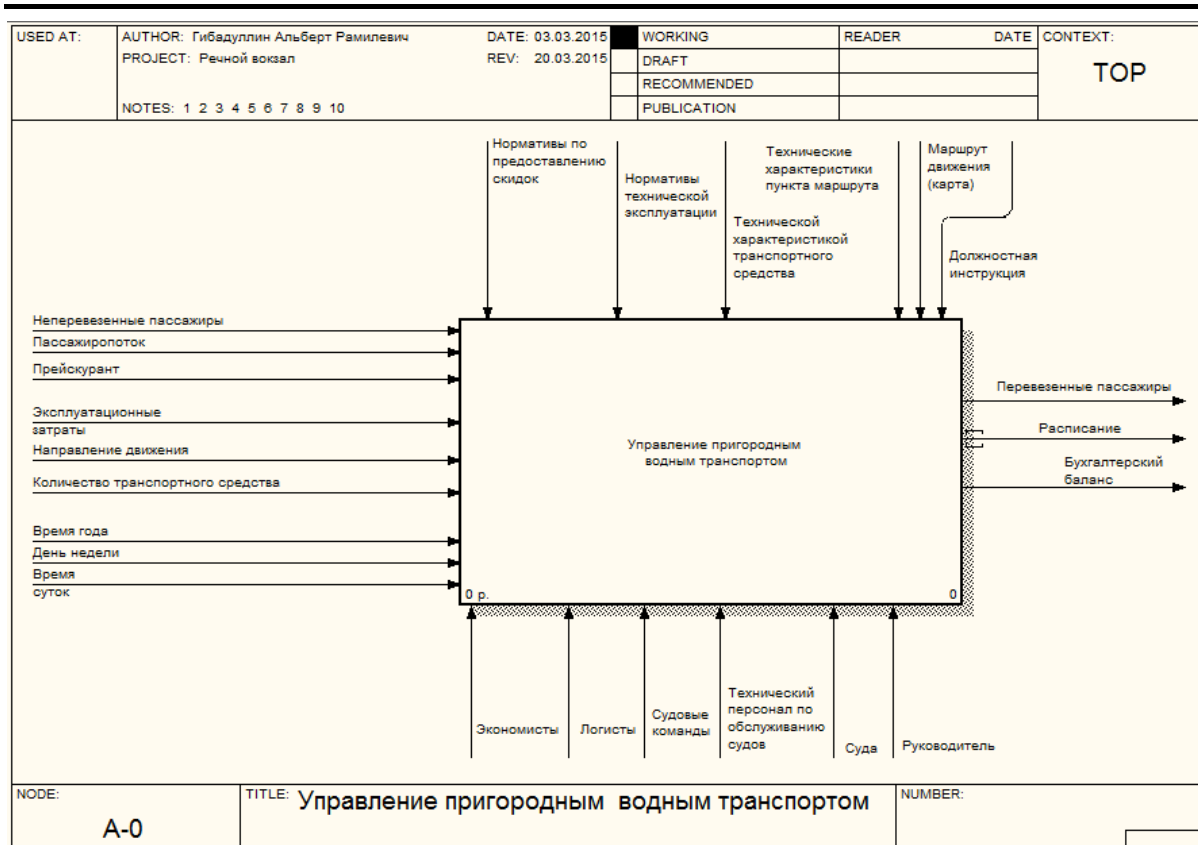 USED AT:
AUTHOR: Гибадуллин Альберт Рамилевич
DATE: 03.03.2015
PROJECT: Речной вокзал
REV: 20.03.2015
NOTES: 1 2 3 4 5 6 7 8 9 10
WORKING
DRAFT
RECOMMENDED
PUBLICATION
READER
DATE
CONTEXT:
TOP
Нормативы по
предоставлению
скидок
Нормативы
технической
эксплуатации
Технические
характеристики
пункта маршрута
Технической
характеристикой
транспортного
средства
Маршрут
движения
(карта)
Должностная
инструкция
Неперевезенные пассажиры
Пассажиропоток
Прейскурант
Эксплуатационные
затраты
Направление движения
Количество транспортного средства
Время года
День недели
Время
суток
Управление пригородным
водным транспортом
0 р.
0
Перевезенные пассажиры
Расписание
Бухгалтерский
баланс
Экономисты
Логисты
Судовые
команды
Технический
персонал по
обслуживанию
судов
Суда
Руководитель
NODE:
A-0
TITLE: Управление пригородным водным транспортом
NUMBER: